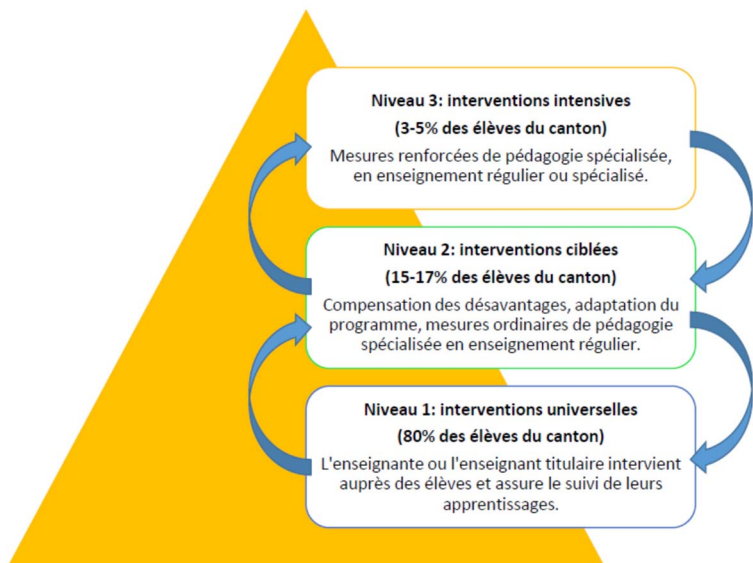 Niveau 3: interventions intensives
(3-5% des élèves du canton)
Mesures renforcées de pédagogie spécialisée,
en enseignement régulier ou spécialisé.
Niveau 2: interventions ciblées
(15-17% des élèves du canton)
Compensation des désavantages, adaptation du
programme, mesures ordinaires de pédagogie
spécialisée en enseignement régulier.
Niveau 1: interventions universelles
(80% des élèves du canton)
L'enseignante ou l'enseignant titulaire intervient
auprès des élèves et assure le suivi de leurs
apprentissages.